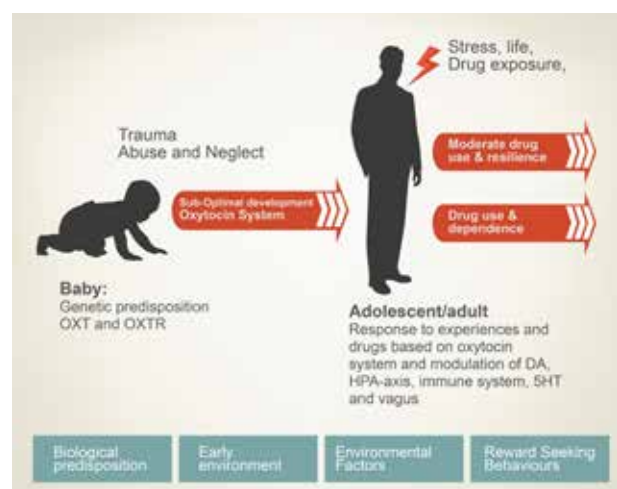 Stress, life,
Drug exposure,
Trauma
Abuse and Neglect
Moderate drug
use & resilience
Sub-Optimal development
Oxytocin System
Drug use &
dependence
Baby:
Genetic predisposition
OXT and OXTR
Adolescent/adult
Response to experiences and
drugs based on oxytocin
system and modulation of DA,
HPA-axis, immune system, 5HT
and vagus
Biological
predisposition
Early
environment
Environmental
Factors
Reward Seeking
Behaviours